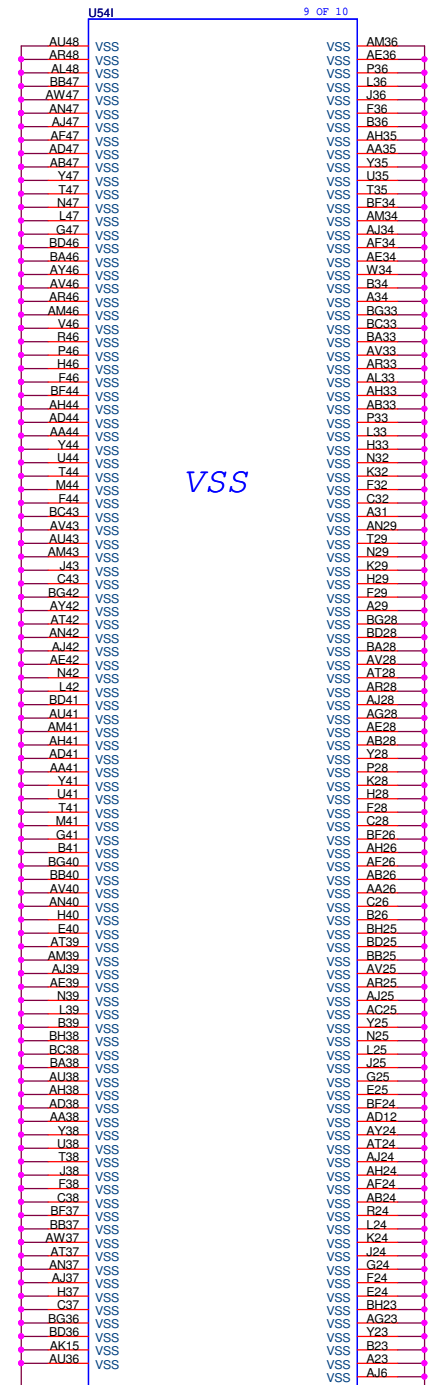 U54I 9 OF 10
AU48 VSS VSS AM36
AR48 VSS VSS AE36
AL48 VSS VSS P36
BB47 VSS VSS L36
AW47 VSS VSS J36
AN47 VSS VSS F36
AJ47 VSS VSS B36
AF47 VSS VSS AH35
AD47 VSS VSS AA35
AB47 VSS VSS Y35
Y47 VSS VSS U35
T47 VSS VSS T35
N47 VSS VSS BF34
L47 VSS VSS AM34
G47 VSS VSS AJ34
BD46 VSS VSS AF34
BA46 VSS VSS AE34
AY46 VSS VSS W34
AV46 VSS VSS B34
AR46 VSS VSS A34
AM46 VSS VSS BG33
V46 VSS VSS BC33
R46 VSS VSS BA33
P46 VSS VSS AV33
H46 VSS VSS AR33
F46 VSS VSS AL33
BF44 VSS VSS AH33
AH44 VSS VSS AB33
AD44 VSS VSS P33
AA44 VSS VSS L33
Y44 VSS VSS H33
U44 VSS VSS N32
T44 VSS VSS K32
VSS
M44 VSS VSS F32
F44 VSS VSS C32
BC43 VSS VSS A31
AV43 VSS VSS AN29
AU43 VSS VSS T29
AM43 VSS VSS N29
J43 VSS VSS K29
C43 VSS VSS H29
BG42 VSS VSS F29
AY42 VSS VSS A29
AT42 VSS VSS BG28
AN42 VSS VSS BD28
AJ42 VSS VSS BA28
AE42 VSS VSS AV28
N42 VSS VSS AT28
L42 VSS VSS AR28
BD41 VSS VSS AJ28
AU41 VSS VSS AG28
AM41 VSS VSS AE28
AH41 VSS VSS AB28
AD41 VSS VSS Y28
AA41 VSS VSS P28
Y41 VSS VSS K28
U41 VSS VSS H28
T41 VSS VSS F28
M41 VSS VSS C28
G41 VSS VSS BF26
B41 VSS VSS AH26
BG40 VSS VSS AF26
BB40 VSS VSS AB26
AV40 VSS VSS AA26
AN40 VSS VSS C26
H40 VSS VSS B26
E40 VSS VSS BH25
AT39 VSS VSS BD25
AM39 VSS VSS BB25
AJ39 VSS VSS AV25
AE39 VSS VSS AR25
N39 VSS VSS AJ25
L39 VSS VSS AC25
B39 VSS VSS Y25
BH38 VSS VSS N25
BC38 VSS VSS L25
BA38 VSS VSS J25
AU38 VSS VSS G25
AH38 VSS VSS E25
AD38 VSS VSS BF24
AA38 VSS VSS AD12
Y38 VSS VSS AY24
U38 VSS VSS AT24
T38 VSS VSS AJ24
J38 VSS VSS AH24
F38 VSS VSS AF24
C38 VSS VSS AB24
BF37 VSS VSS R24
BB37 VSS VSS L24
AW37 VSS VSS K24
AT37 VSS VSS J24
AN37 VSS VSS G24
AJ37 VSS VSS F24
H37 VSS VSS E24
C37 VSS VSS BH23
BG36 VSS VSS AG23
BD36 VSS VSS Y23
AK15 VSS VSS B23
AU36 VSS VSS A23
VSS AJ6